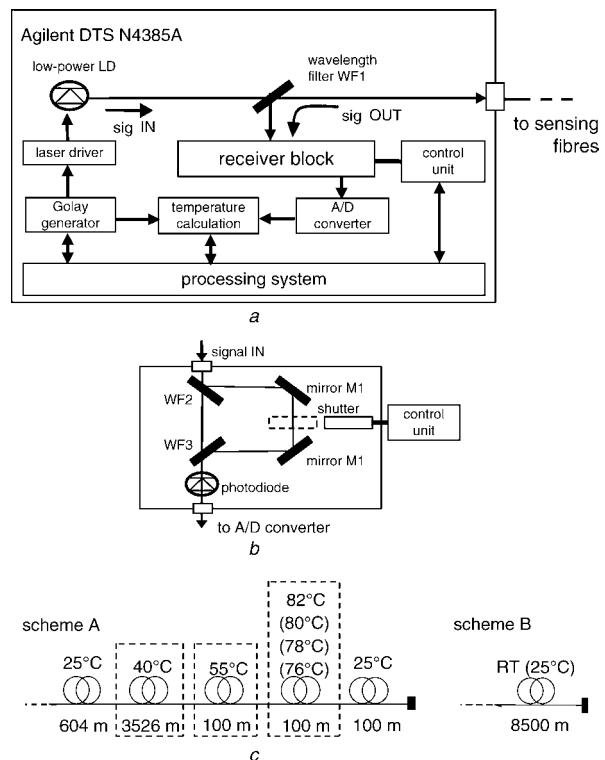 Agilent DTS N4385A
low-power LD
wavelength
filter WF1
sig IN
sig OUT
to sensing
fibres
laser driver
receiver block
control
unit
Golay
generator
temperature
calculation
A/D
converter
processing system
a
signal IN
WF2
mirror M1
shutter
control
unit
WF3
mirror M1
photodiode
to A/D converter
b
scheme A
82°C
(80°C)
(78°C)
(76°C)
25°C
40°C
55°C
25°C
604 m
3526 m
100 m
100 m
100 m
scheme B
RT (25°C)
8500 m
c